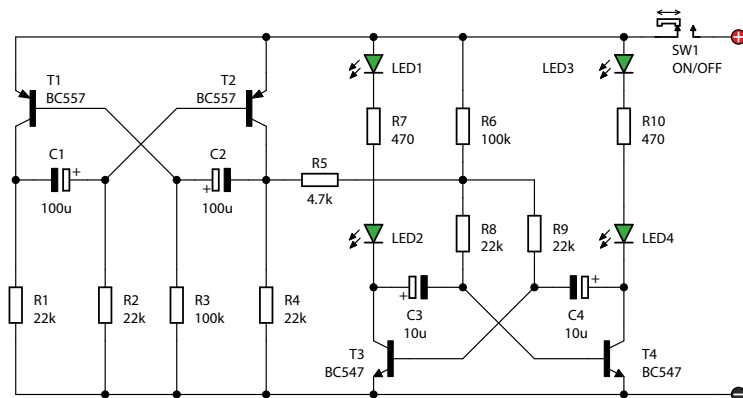 SW1
ON/OFF
+
−
T1
BC557
T2
BC557
LED1
LED3
R7
470
R6
100k
R10
470
C1
+
100u
C2
+
100u
R5
4.7k
LED2
R8
22k
R9
22k
LED4
R1
22k
R2
22k
R3
100k
R4
22k
+
C3
10u
+
C4
10u
T3
BC547
T4
BC547